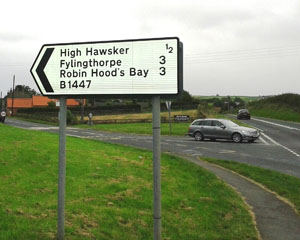 High Hawsker ½
Fylingthorpe 3
Robin Hood's Bay 3
B1447